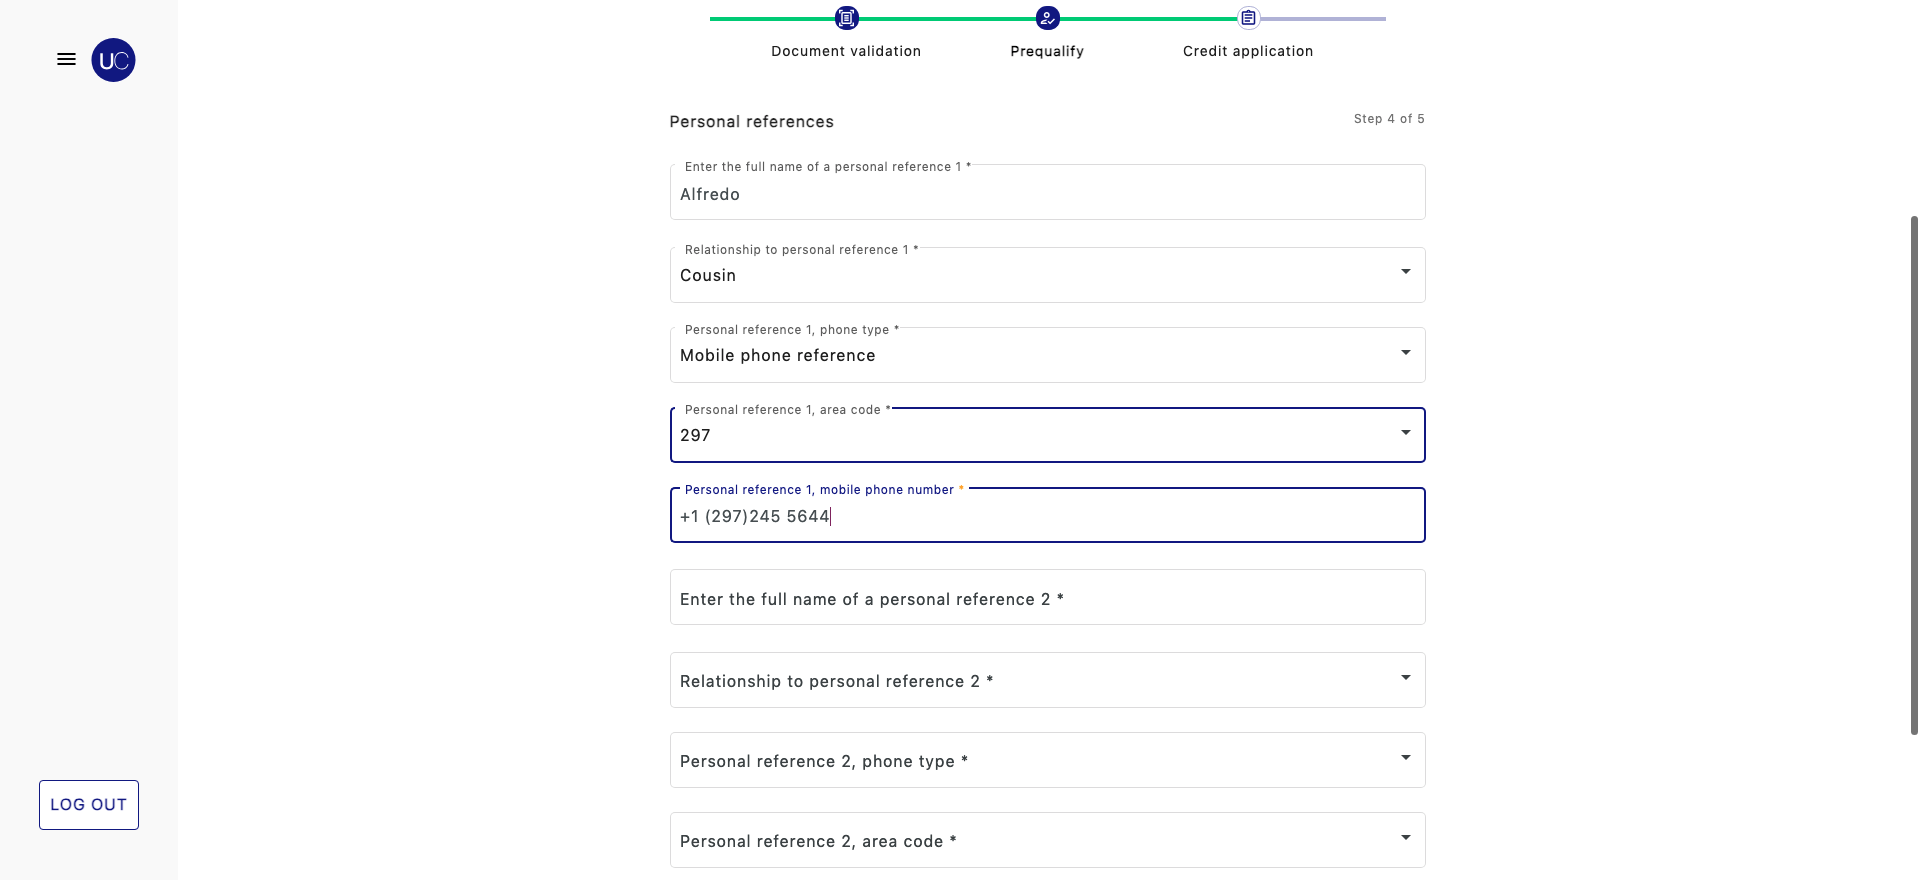 Document validation
Prequalify
Credit application
UC
Personal references
Step 4 of 5
Enter the full name of a personal reference 1 *
Alfredo
Relationship to personal reference 1 *
Cousin
Personal reference 1, phone type *
Mobile phone reference
Personal reference 1, area code *
297
Personal reference 1, mobile phone number *
+1 (297)245 5644
Enter the full name of a personal reference 2 *
Relationship to personal reference 2 *
Personal reference 2, phone type *
LOG OUT
Personal reference 2, area code *